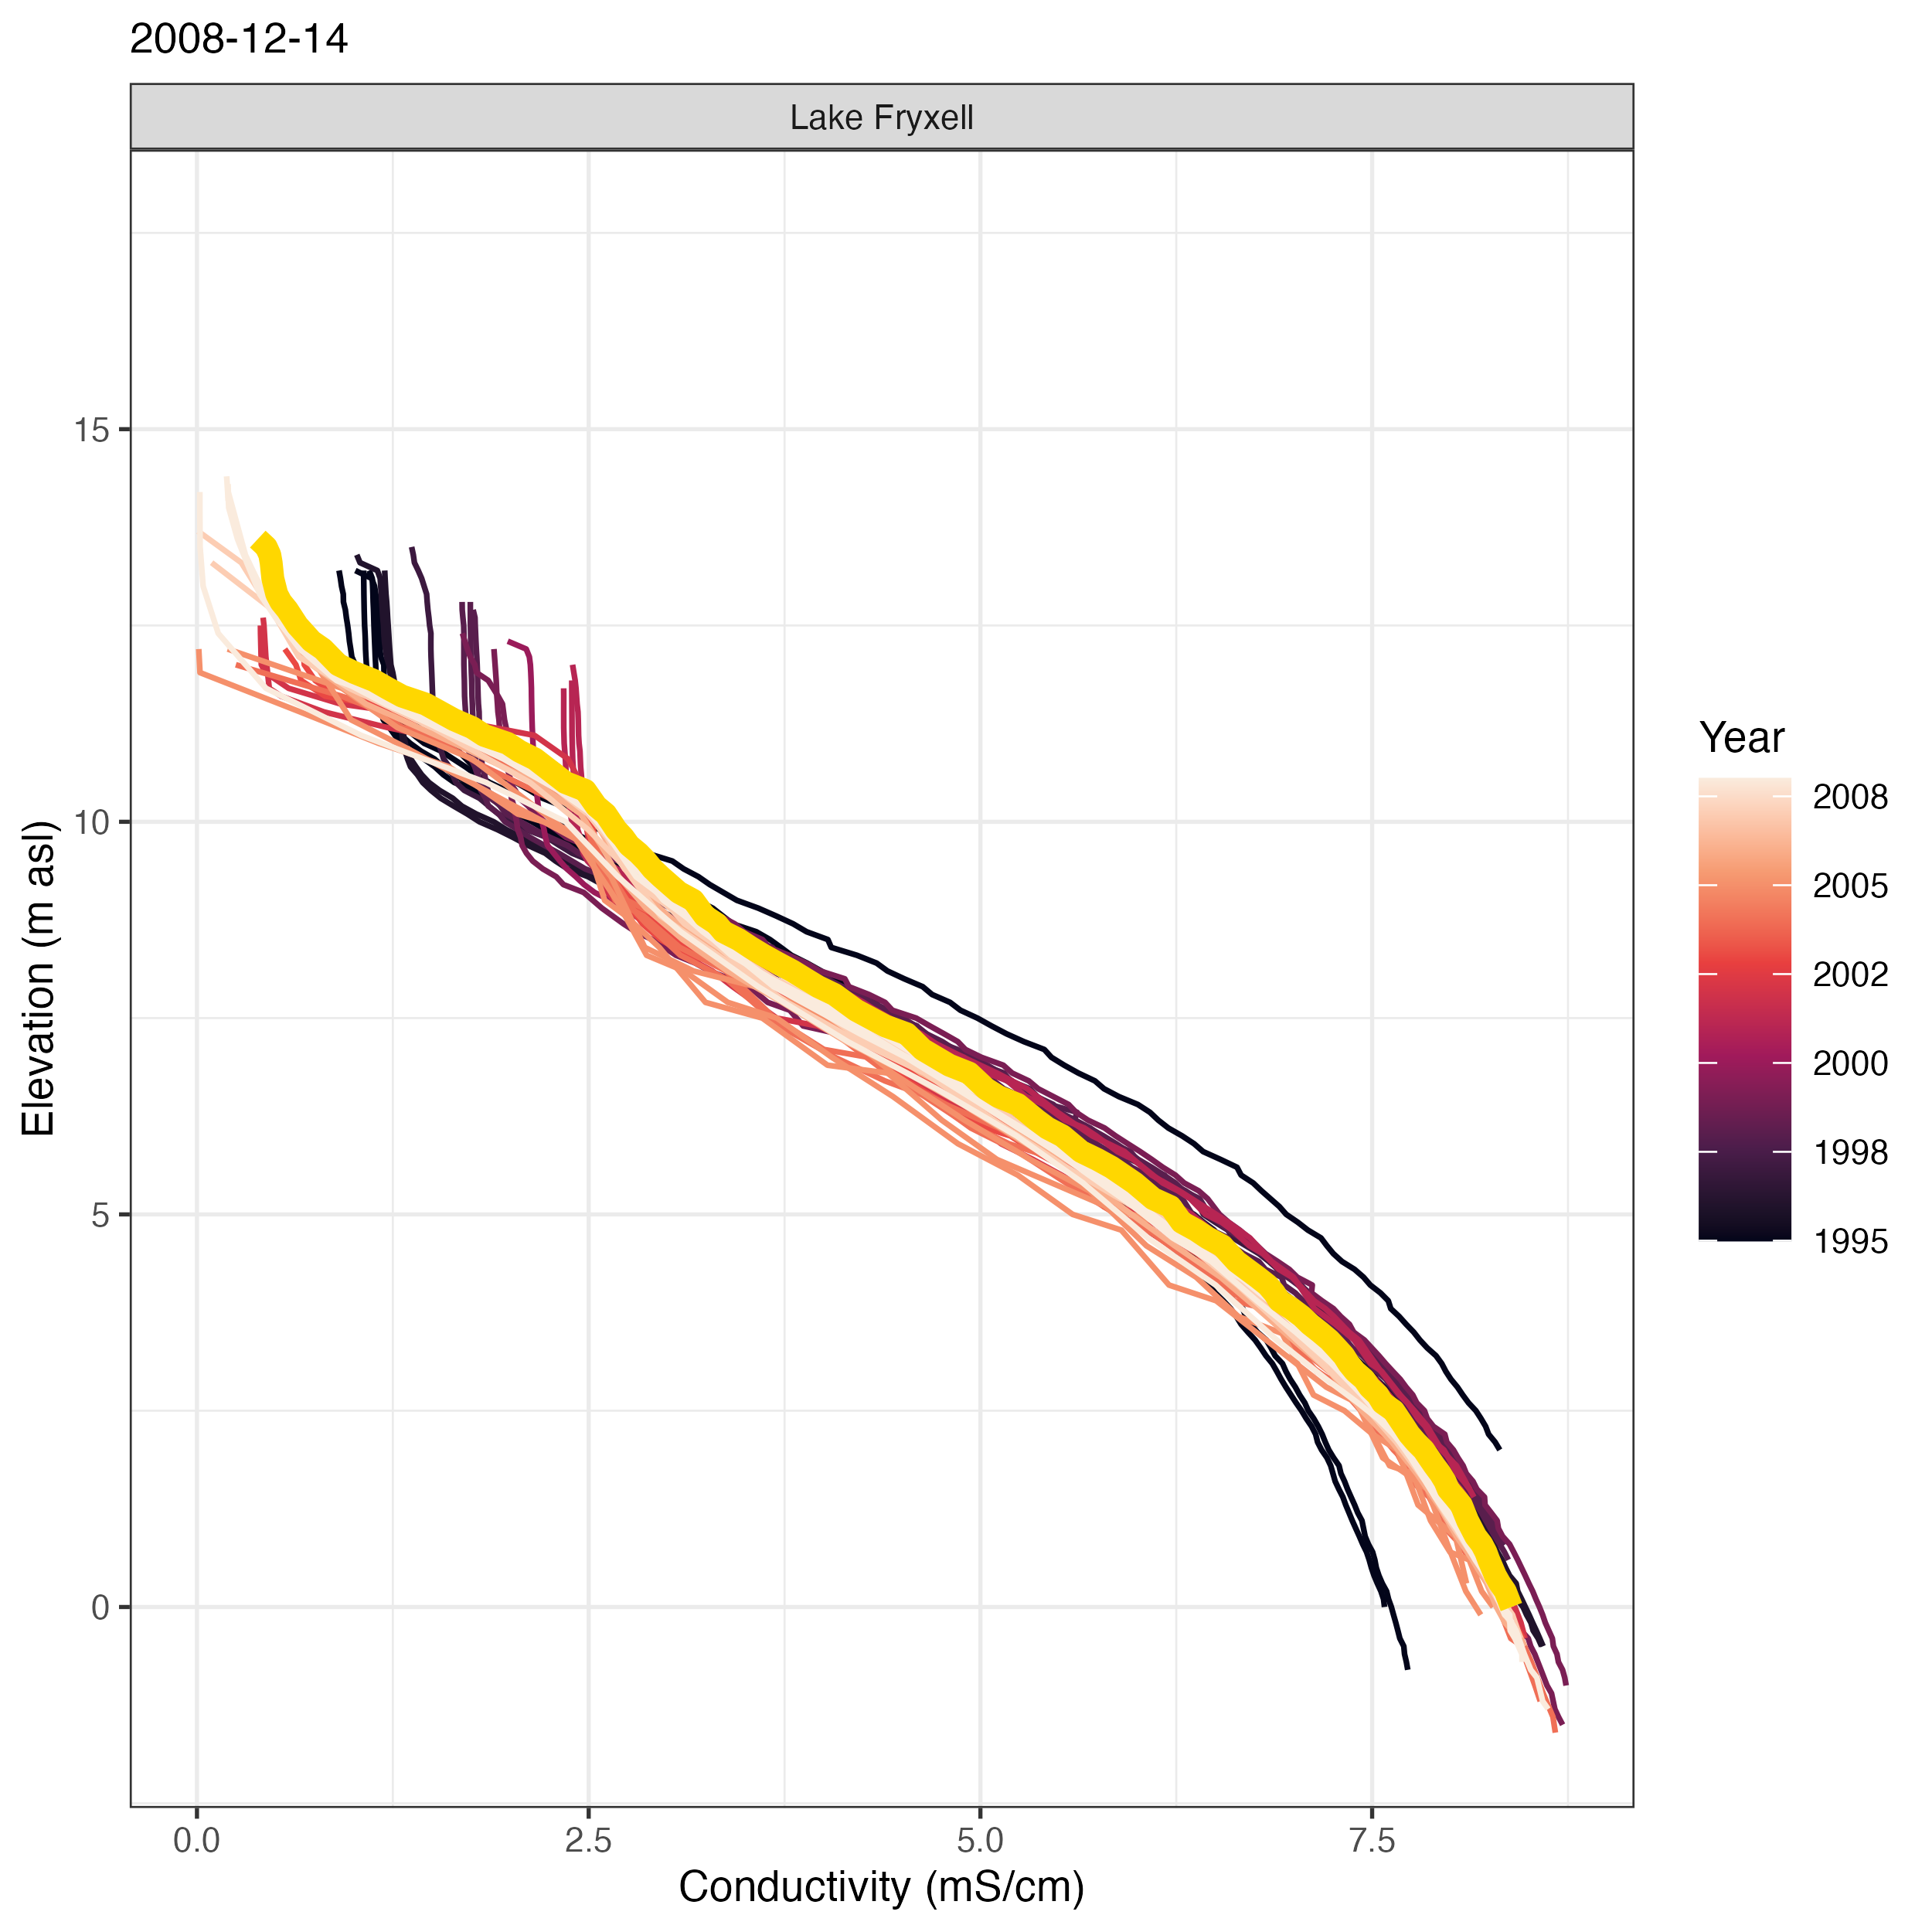 2008-12-14
Lake Fryxell
15
10
5
0
Elevation (m asl)
0.0 2.5 5.0 7.5
Conductivity (mS/cm)
Year
2008
2005
2002
2000
1998
1995